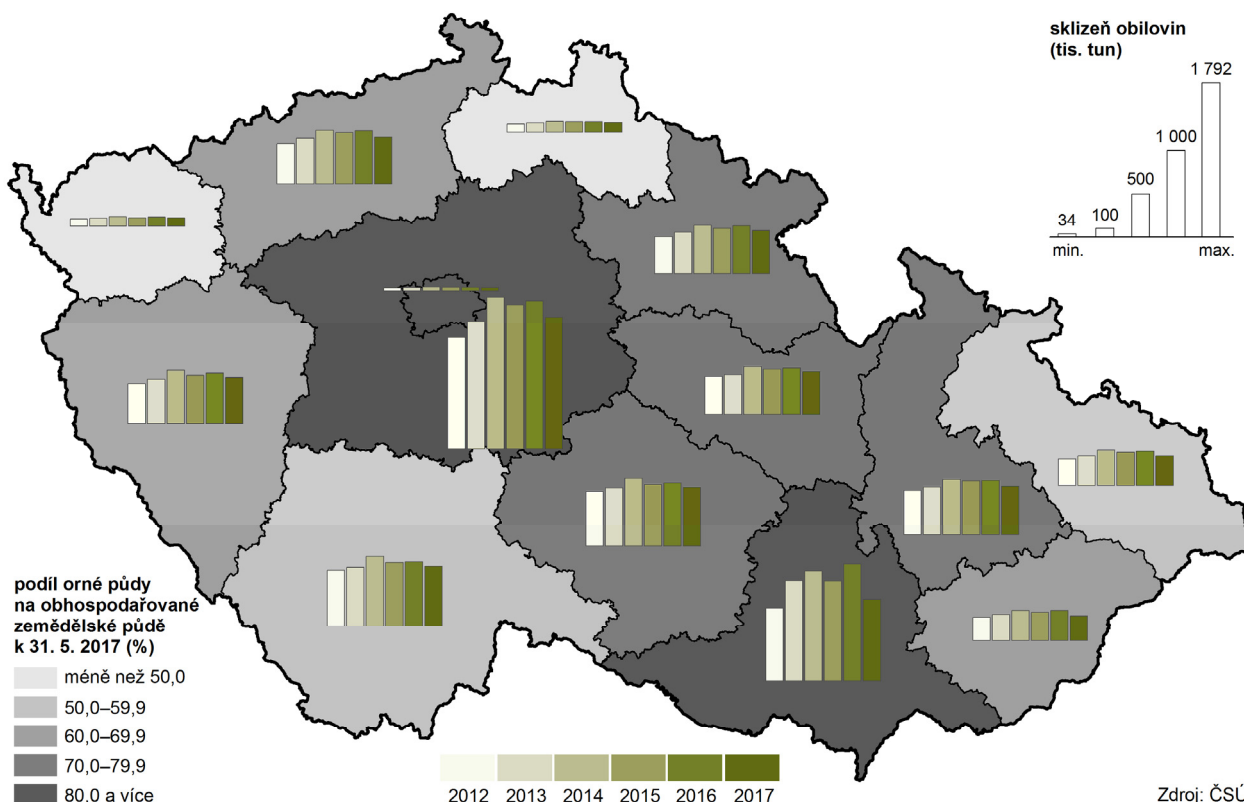 sklizeň obilovin
(tis. tun)
1 792
1 000
500
100
34
min.
max.
podíl orné půdy
na obhospodařované
zemědělské půdě
k 31. 5. 2017 (%)
méně než 50,0
50,0–59,9
60,0–69,9
70,0–79,9
80.0 a více
2012 2013 2014 2015 2016 2017
Zdroj: ČSÚ